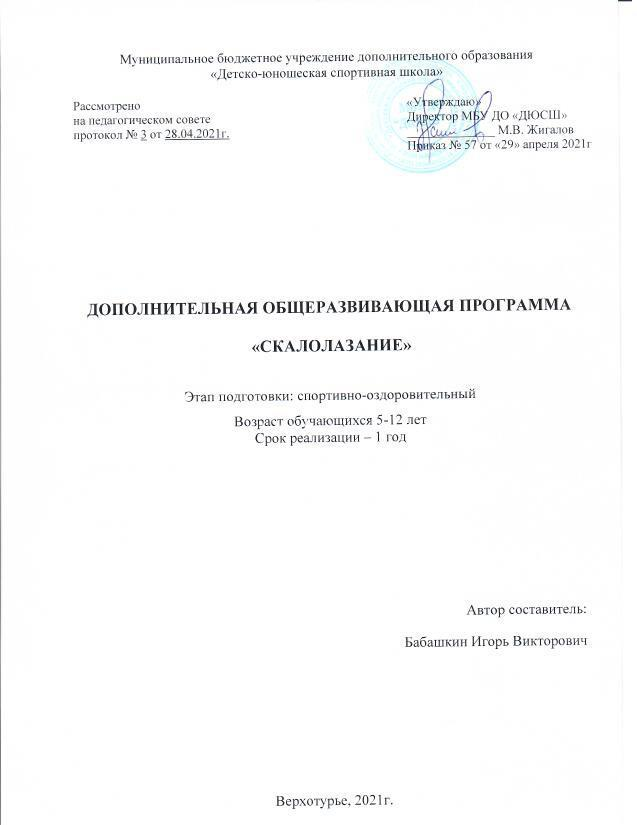 Муниципальное бюджетное учреждение дополнительного образования
«Детско-юношеская спортивная школа»
Рассмотрено
на педагогическом совете
протокол № 3 от 28.04.2021г.
«Утверждаю»
Директор МБУ ДО «ДЮСШ»
М.В. Жигалов
Приказ № 57 от «29» апреля 2021г
ДОПОЛНИТЕЛЬНАЯ ОБЩЕРАЗВИВАЮЩАЯ ПРОГРАММА
«СКАЛОЛАЗАНИЕ»
Этап подготовки: спортивно-оздоровительный
Возраст обучающихся 5-12 лет
Срок реализации – 1 год
Автор составитель:
Бабашкин Игорь Викторович
Верхотурье, 2021г.